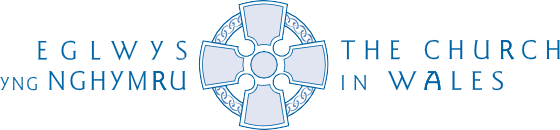 EGLWYS
YNG NGHYMRU
THE CHURCH
IN WALES